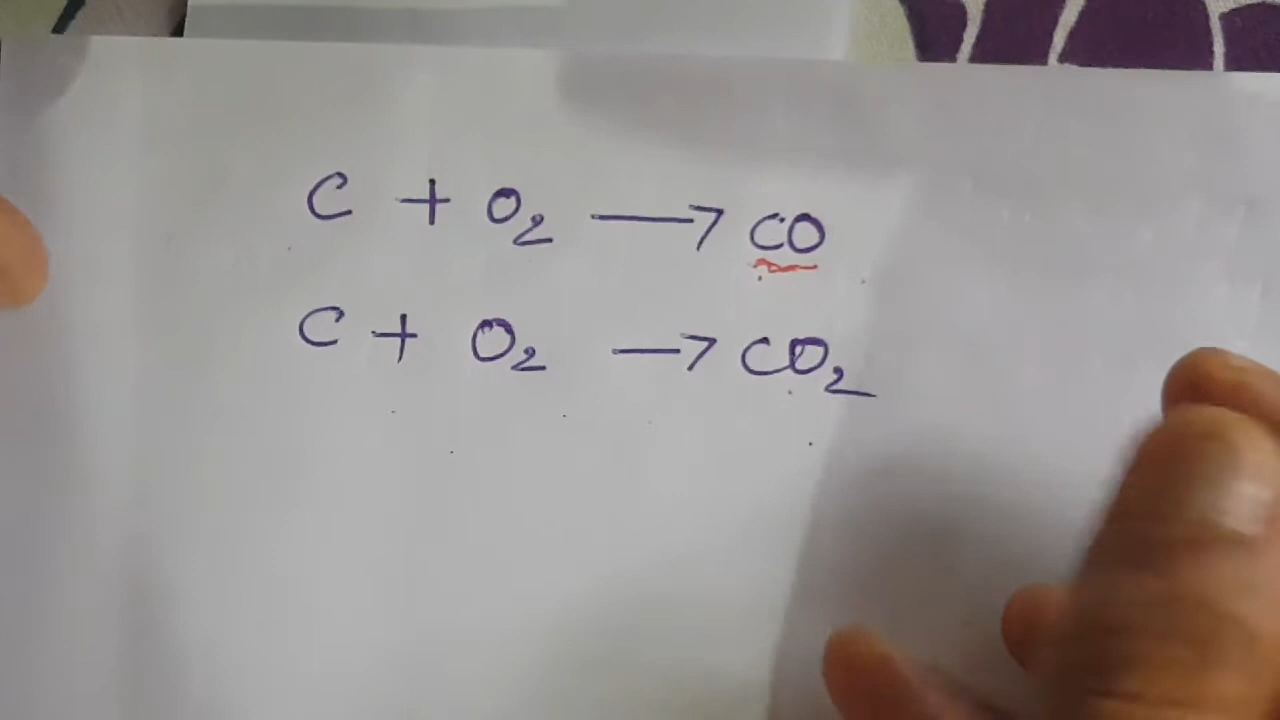 C + O₂ → CO
C + O₂ → CO₂